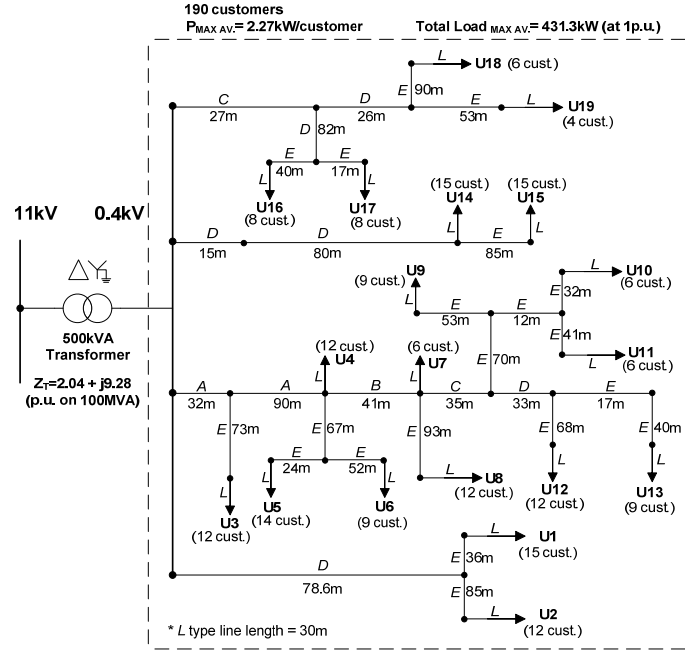 190 customers
PMAX AV.= 2.27kW/customer
Total Load MAX AV.= 431.3kW (at 1p.u.)
L
U18 (6 cust.)
E 90m
C
D
E
L
U19
27m
26m
53m
(4 cust.)
D 82m
E
E
40m
17m
L
L
U16
U17
(8 cust.)
(8 cust.)
(15 cust.)
(15 cust.)
U14
U15
L
L
D
D
E
15m
80m
85m
11kV
0.4kV
500kVA
Transformer
ZT=2.04 + j9.28
(p.u. on 100MVA)
U9
(9 cust.)
L
L
U10
(6 cust.)
E 32m
E
E
53m
12m
E 41m
L
U11
(6 cust.)
E 70m
(12 cust.)
U4
L
(6 cust.)
U7
L
A
A
B
C
D
E
32m
90m
41m
35m
33m
17m
E 73m
E 67m
E 93m
E 68m
E 40m
E
E
24m
52m
L
L
L
L
U8
(12 cust.)
L
L
U3
(12 cust.)
U5
(14 cust.)
U6
(9 cust.)
U12
(12 cust.)
U13
(9 cust.)
L
U1
(15 cust.)
E 36m
D
78.6m
E 85m
L
U2
(12 cust.)
* L type line length = 30m